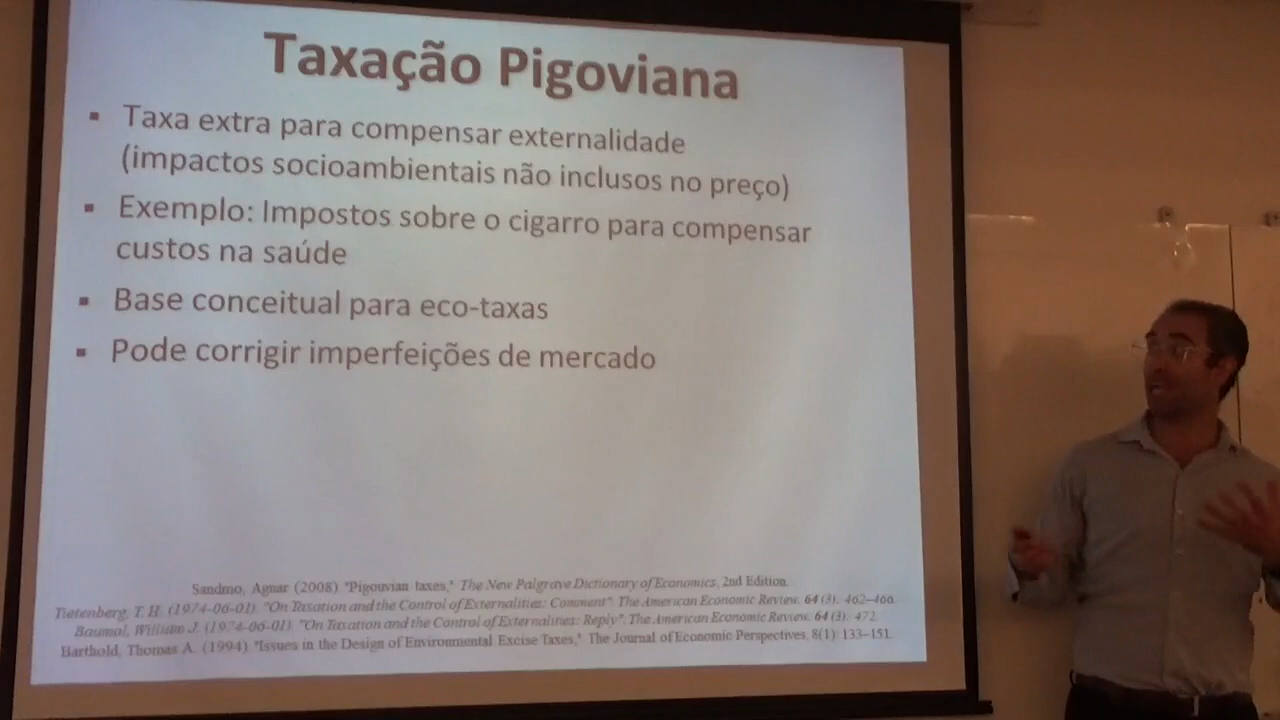 Taxação Pigoviana
▪ Taxa extra para compensar externalidade
(impactos socioambientais não inclusos no preço)
▪ Exemplo: Impostos sobre o cigarro para compensar
custos na saúde
▪ Base conceitual para eco-taxas
▪ Pode corrigir imperfeições de mercado
Sandmo, Agnar (2008) "Pigouvian taxes," The New Palgrave Dictionary of Economics, 2nd Edition.
Tietenberg, T. H. (1974-06-01). "On Taxation and the Control of Externalities: Comment". The American Economic Review. 64 (3). 462–466.
Baumol, William J. (1974-06-01). "On Taxation and the Control of Externalities: Reply". The American Economic Review. 64 (3). 472.
Barthold, Thomas A. (1994). "Issues in the Design of Environmental Excise Taxes," The Journal of Economic Perspectives, 8(1): 133–151.